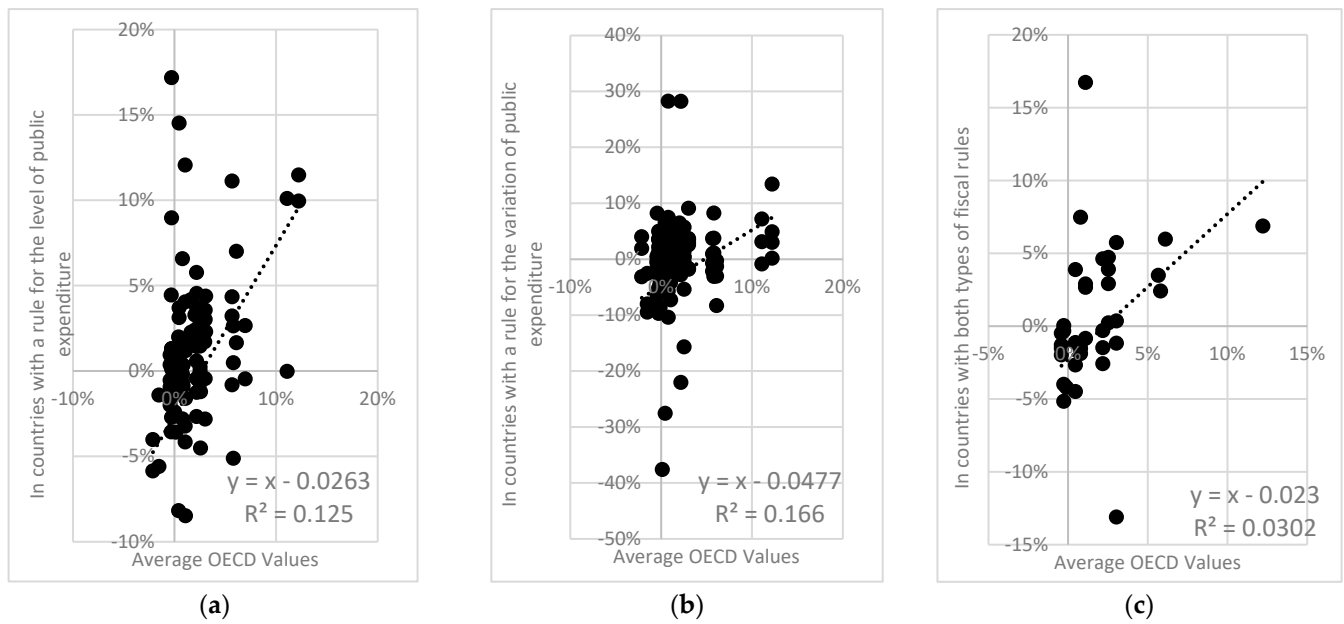 In countries with a rule for the level of public
expenditure
20%
15%
10%
5%
0%
-5%
-10%
-10%
0%
10%
20%
y = x - 0.0263
R² = 0.125
Average OECD Values
(a)
In countries with a rule for the variation of public
expenditure
40%
30%
20%
10%
0%
-10%
-20%
-30%
-40%
-50%
-10%
0%
10%
20%
y = x - 0.0477
R² = 0.166
Average OECD Values
(b)
In countries with both types of fiscal rules
20%
15%
10%
5%
0%
-5%
-10%
-15%
-5%
0%
5%
10%
15%
y = x - 0.023
R² = 0.0302
Average OECD Values
(c)